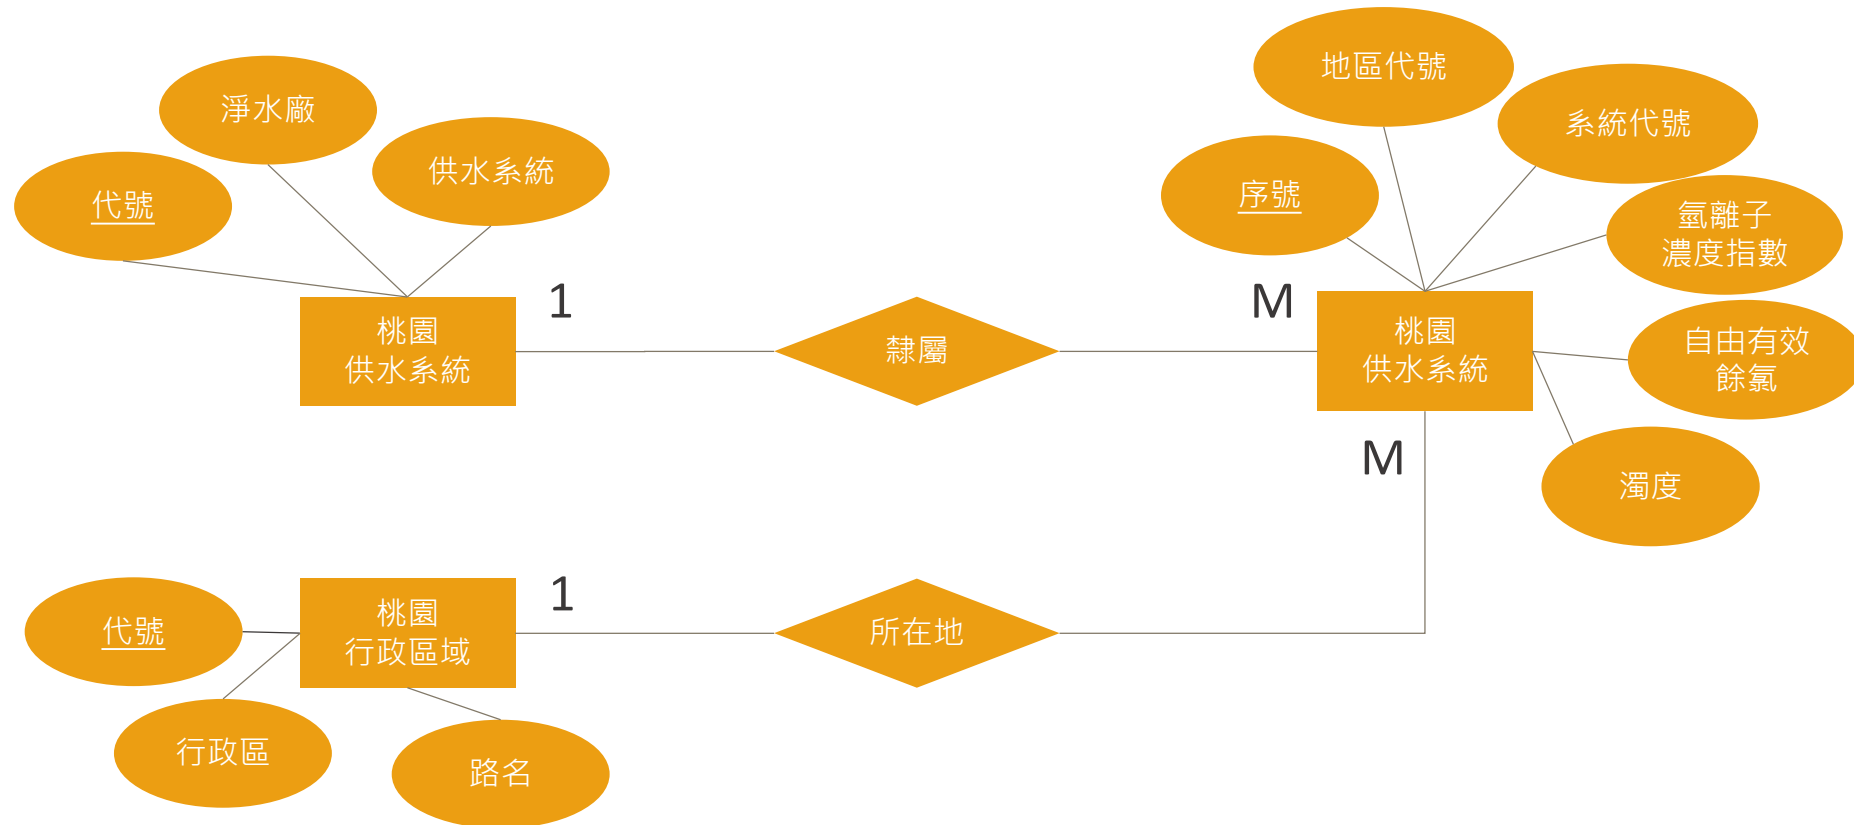 地區代號
淨水廠
系統代號
供水系統
代號
序號
氫離子
濃度指數
1
M
桃園
供水系統
隸屬
桃園
供水系統
自由有效
餘氯
M
濁度
1
桃園
行政區域
所在地
代號
行政區
路名